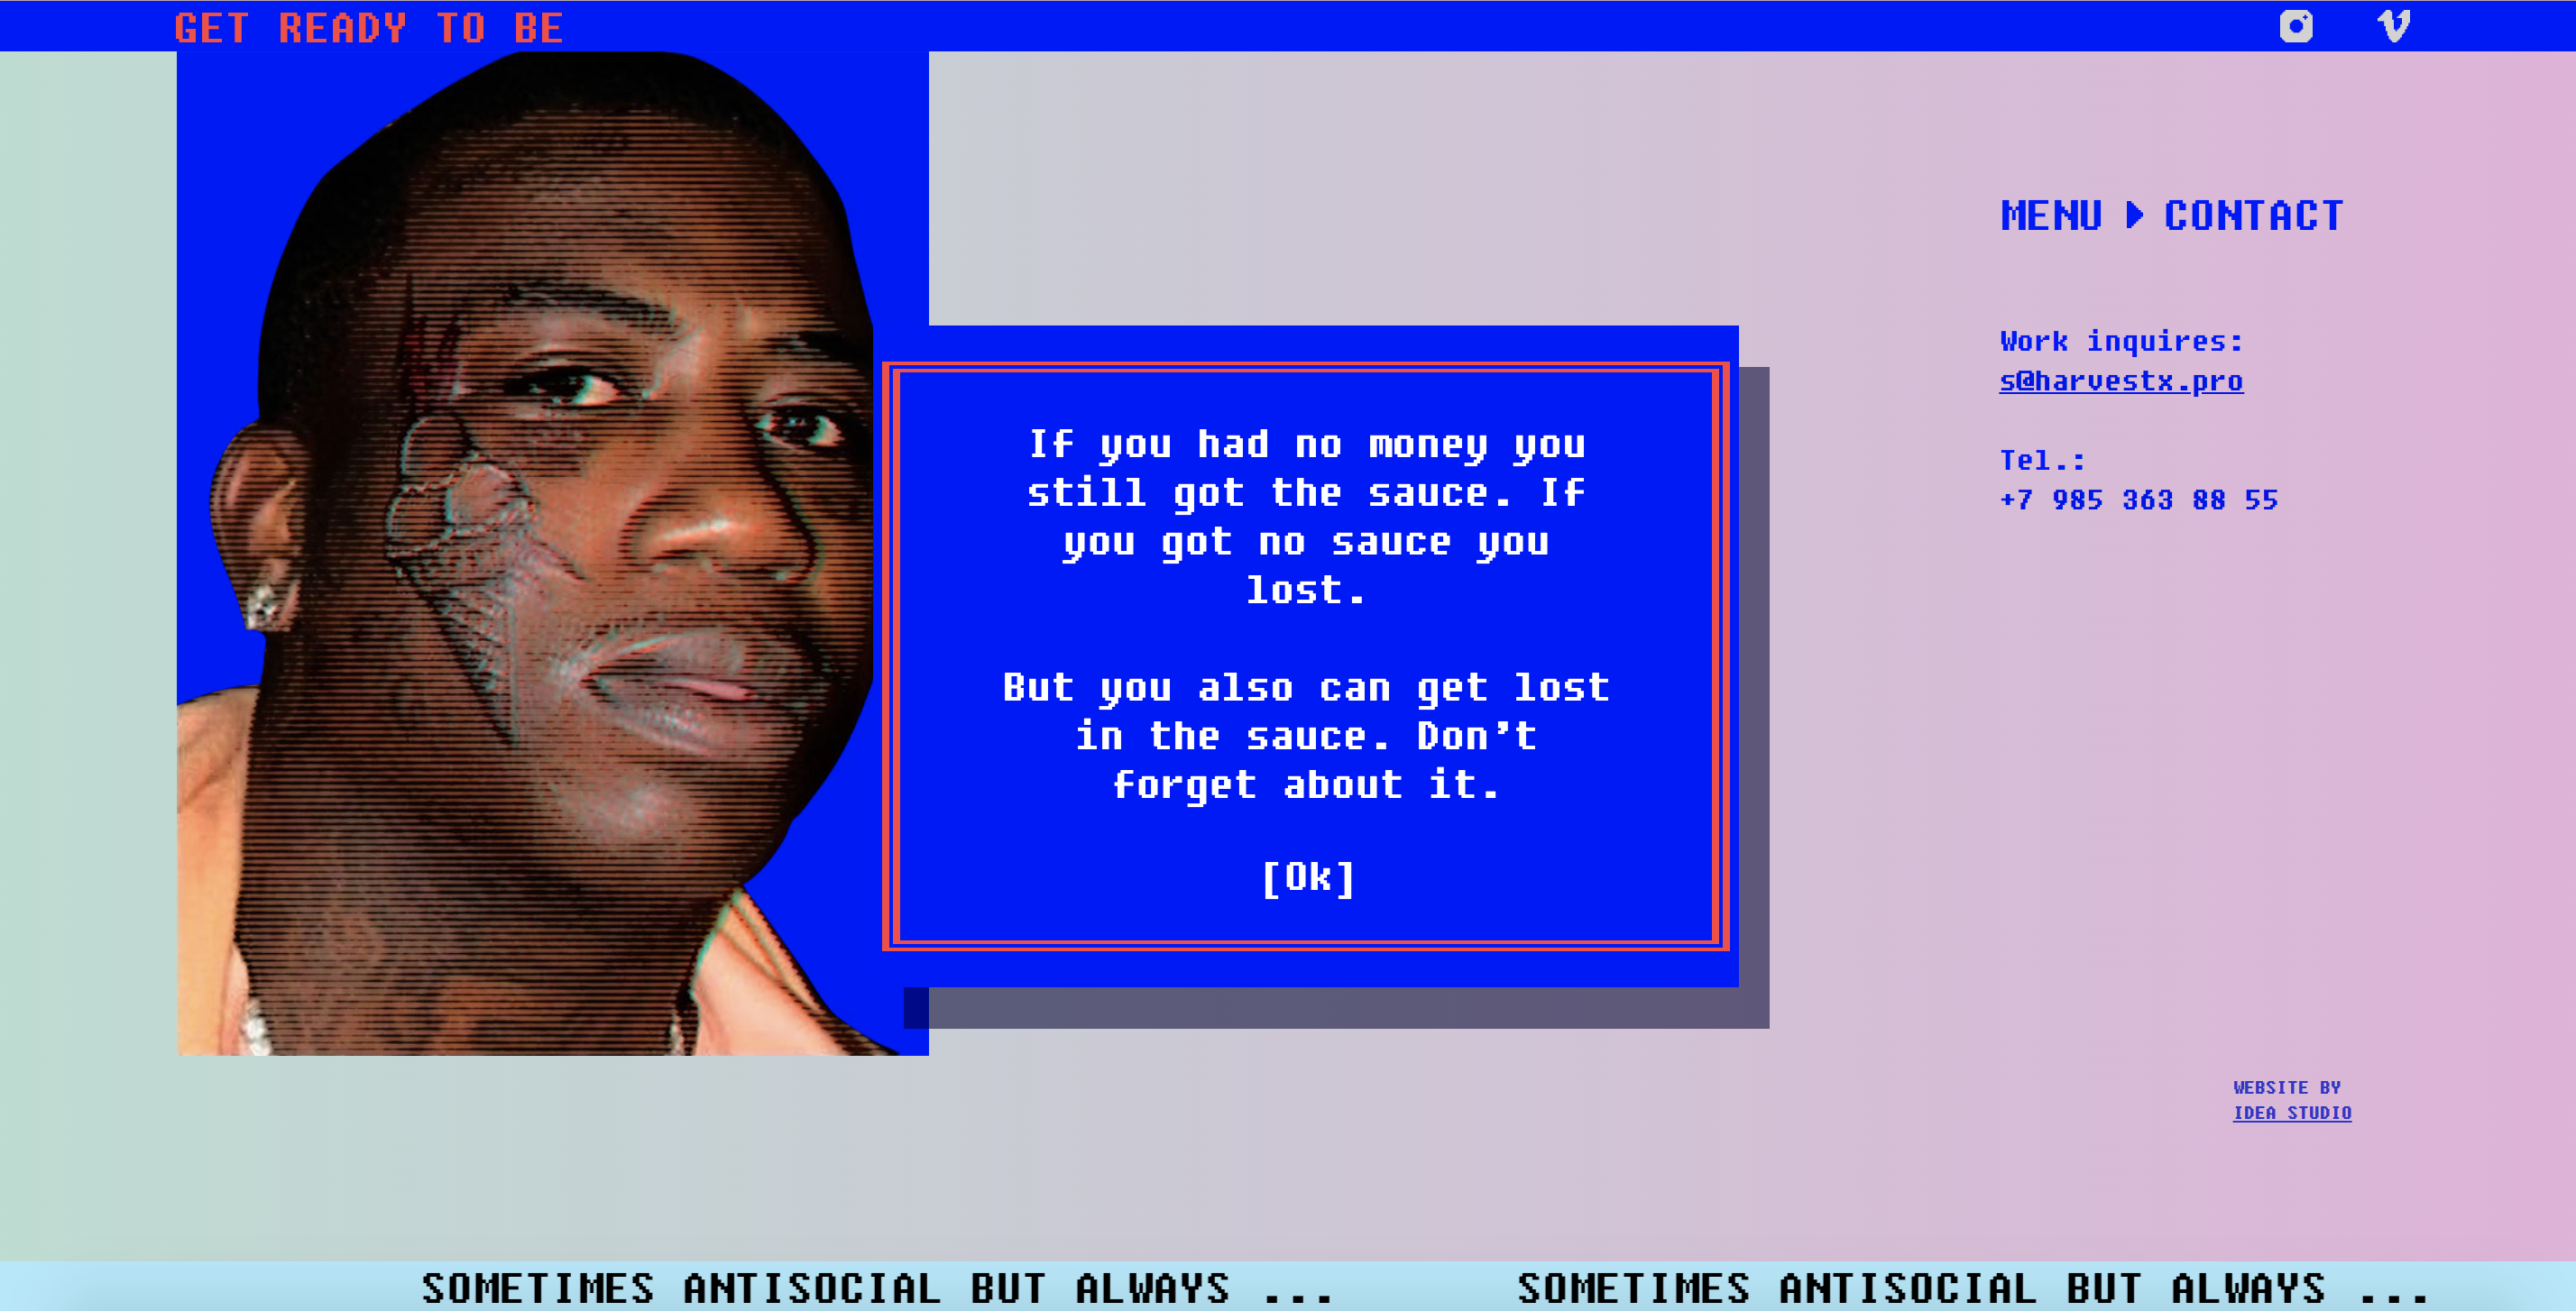 GET READY TO BE
MENU ▶ CONTACT
Work inquires:
s@harvestx.pro
Tel.:
+7 985 363 88 55
If you had no money you
still got the sauce. If
you got no sauce you
lost.
But you also can get lost
in the sauce. Don't
forget about it.
[Ok]
WEBSITE BY
IDEA STUDIO
SOMETIMES ANTISOCIAL BUT ALWAYS ... SOMETIMES ANTISOCIAL BUT ALWAYS ...